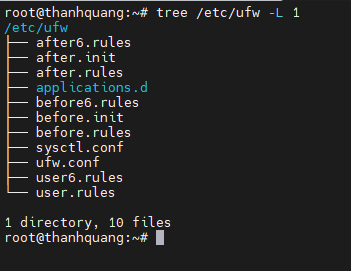 root@thanhquang:~# tree /etc/ufw -L 1
/etc/ufw
├── after6.rules
├── after.init
├── after.rules
├── applications.d
├── before6.rules
├── before.init
├── before.rules
├── sysctl.conf
├── ufw.conf
├── user6.rules
└── user.rules

1 directory, 10 files
root@thanhquang:~#